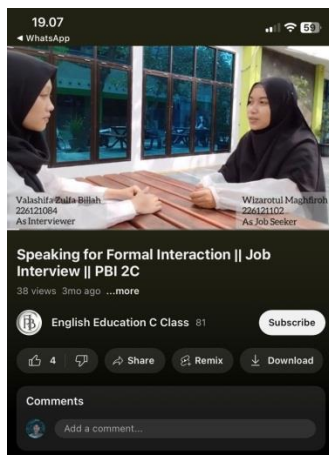 19.07
59
WhatsApp
Valashifa Zulfa Billah
226121084
As Interviewer
Wizarotul Maghfiroh
226121102
As Job Seeker
Speaking for Formal Interaction || Job
Interview || PBI 2C
38 views 3mo ago ...more
English Education C Class 81
Subscribe
4
Share
Remix
Download
Comments
Add a comment...